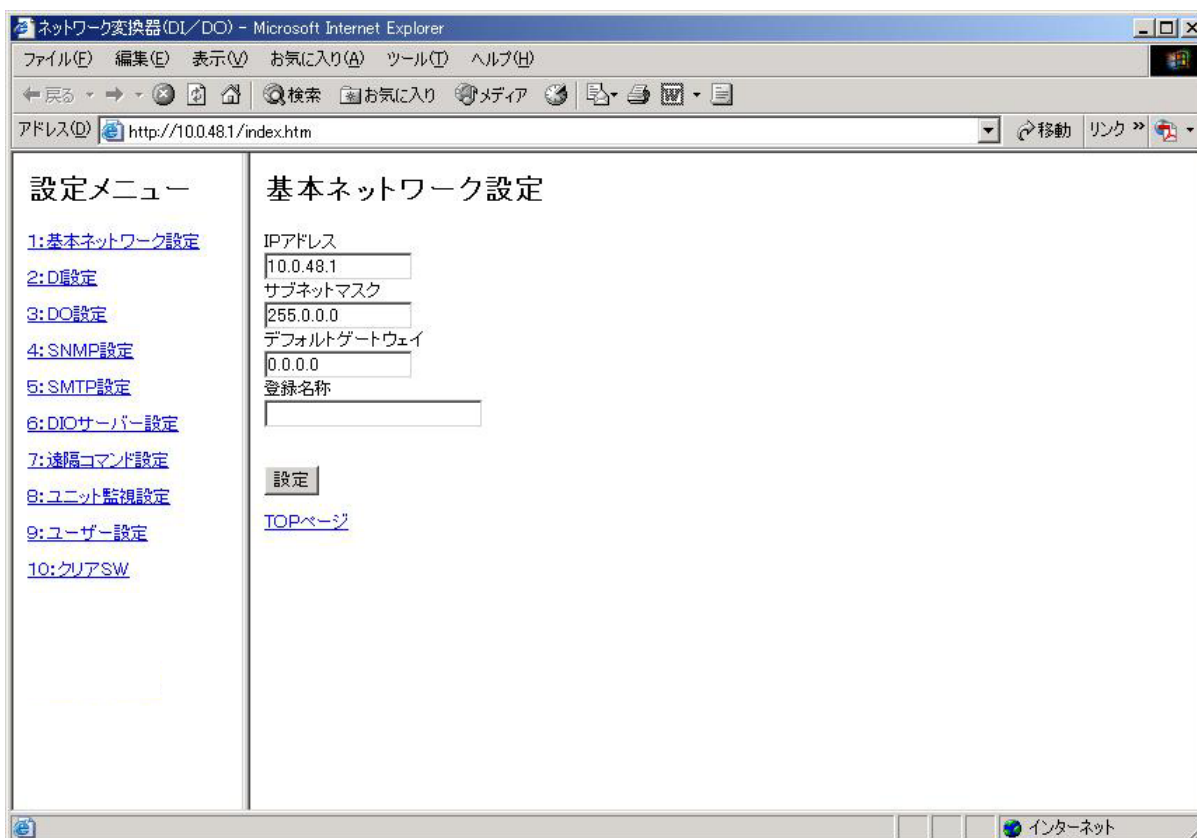 ネットワーク変換器(DI／DO) - Microsoft Internet Explorer
ファイル(F) 編集(E) 表示(V) お気に入り(A) ツール(T) ヘルプ(H)
戻る 検索 お気に入り メディア
アドレス(D) http://10.0.48.1/index.htm 移動 リンク »
設定メニュー
1:基本ネットワーク設定
2:DI設定
3:DO設定
4:SNMP設定
5:SMTP設定
6:DIOサーバー設定
7:遠隔コマンド設定
8:ユニット監視設定
9:ユーザー設定
10:クリアSW
基本ネットワーク設定
IPアドレス
10.0.48.1
サブネットマスク
255.0.0.0
デフォルトゲートウェイ
0.0.0.0
登録名称
設定
TOPページ
インターネット